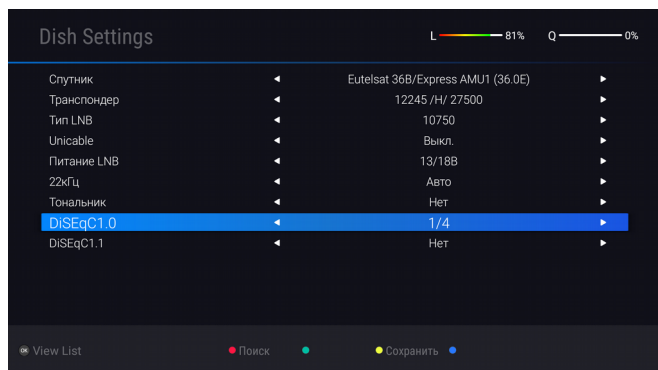 Dish Settings L 81% Q 0%
Спутник Eutelsat 36B/Express AMU1 (36.0E)
Транспондер 12245 /H/ 27500
Тип LNB 10750
Unicable Выкл.
Питание LNB 13/18В
22кГц Авто
Тональник Нет
DiSEqC1.0 1/4
DiSEqC1.1 Нет
OK View List Поиск Сохранить